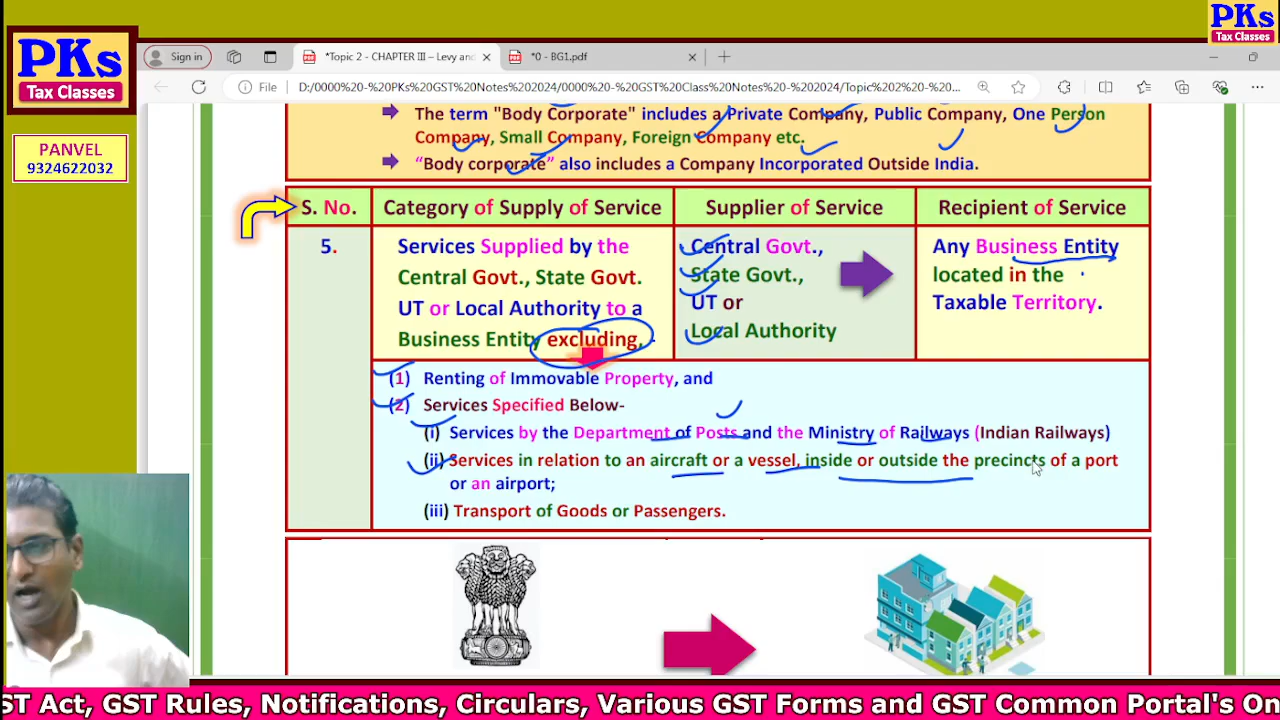 PKs
Tax Classes
PANVEL
9324622032
Sign in
*Topic 2 - CHAPTER III – Levy and
*0 - BG1.pdf
PKs
Tax Classes
File
D:/0000%20-%20PKs%20GST%20Notes%202024/0000%20-%20GST%20Class%20Notes%20-%202024/Topic%202%20-%20...
The term "Body Corporate" includes a Private Company, Public Company, One Person
Company, Small Company, Foreign Company etc.
“Body corporate” also includes a Company Incorporated Outside India.
S. No. Category of Supply of Service Supplier of Service Recipient of Service
5.
Services Supplied by the
Central Govt., State Govt.
UT or Local Authority to a
Business Entity excluding,
Central Govt.,
State Govt.,
UT or
Local Authority
Any Business Entity
located in the
Taxable Territory.
(1) Renting of Immovable Property, and
(2) Services Specified Below-
(i) Services by the Department of Posts and the Ministry of Railways (Indian Railways)
(ii) Services in relation to an aircraft or a vessel, inside or outside the precincts of a port
or an airport;
(iii) Transport of Goods or Passengers.
ST Act, GST Rules, Notifications, Circulars, Various GST Forms and GST Common Portal's On